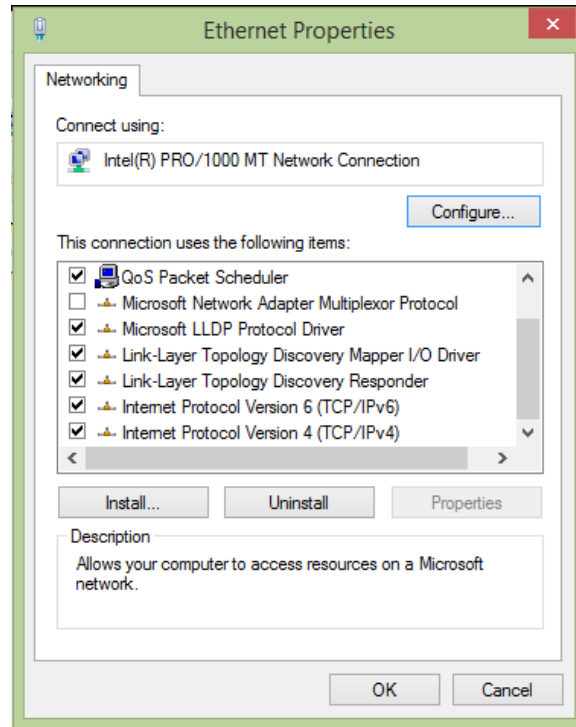 Ethernet Properties
Networking
Connect using:
Intel(R) PRO/1000 MT Network Connection
Configure...
This connection uses the following items:
QoS Packet Scheduler
Microsoft Network Adapter Multiplexor Protocol
Microsoft LLDP Protocol Driver
Link-Layer Topology Discovery Mapper I/O Driver
Link-Layer Topology Discovery Responder
Internet Protocol Version 6 (TCP/IPv6)
Internet Protocol Version 4 (TCP/IPv4)
Install... Uninstall Properties
Description
Allows your computer to access resources on a Microsoft
network.
OK Cancel